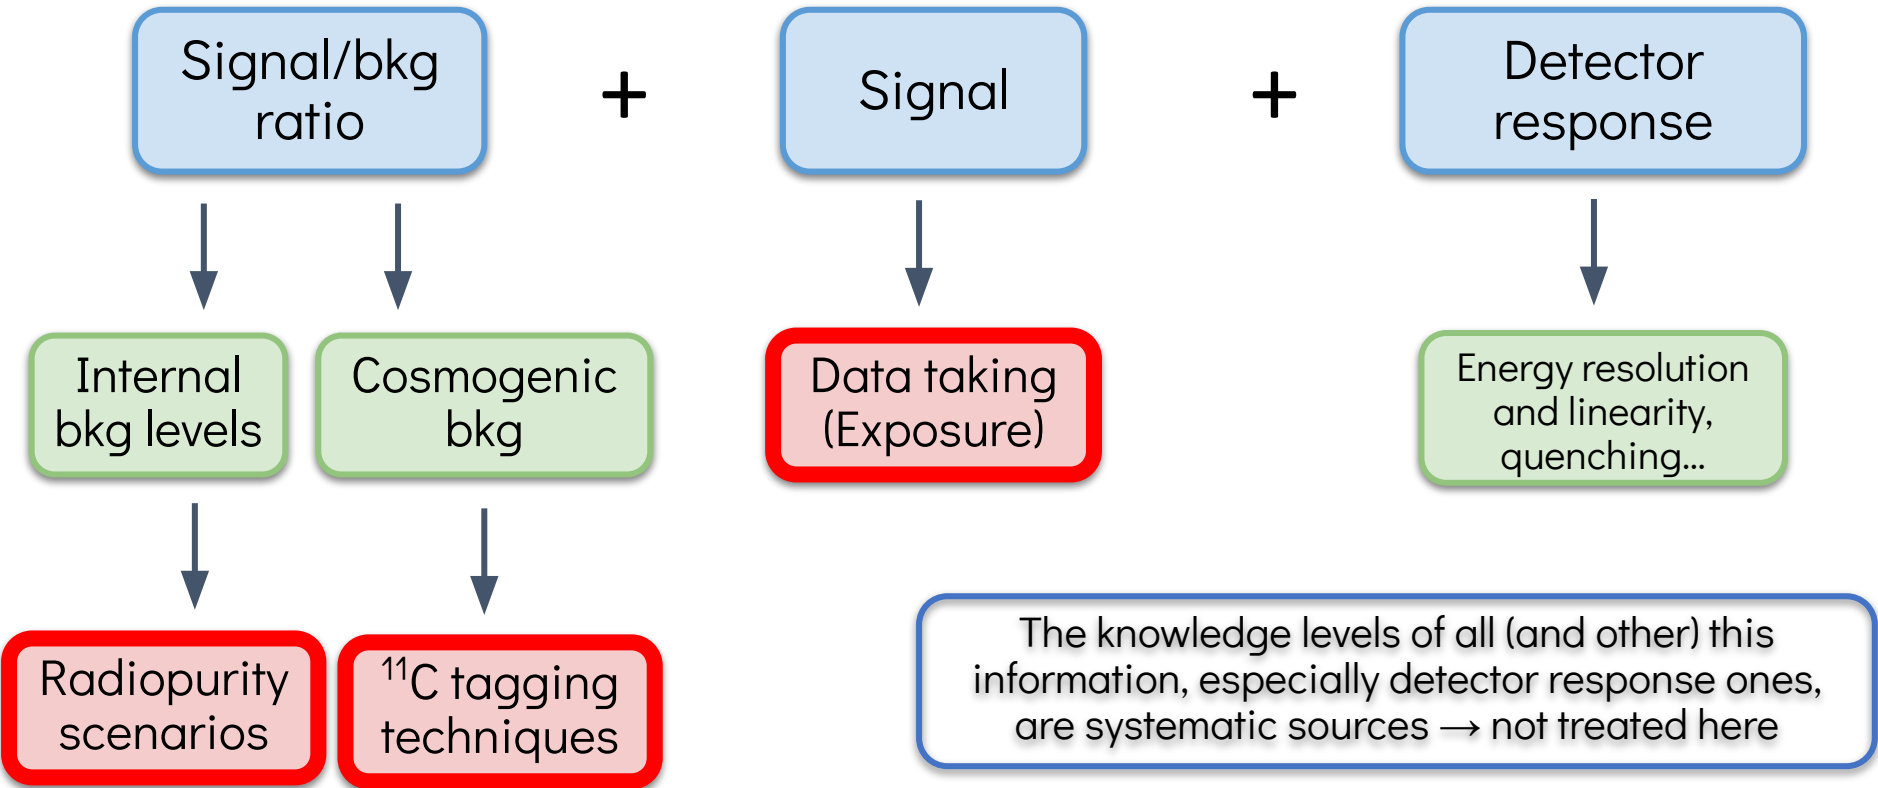 Signal/bkg
ratio
+
Signal
+
Detector
response
Internal
bkg levels
Cosmogenic
bkg
Data taking
(Exposure)
Energy resolution
and linearity,
quenching...
Radiopurity
scenarios
¹¹C tagging
techniques
The knowledge levels of all (and other) this
information, especially detector response ones,
are systematic sources → not treated here